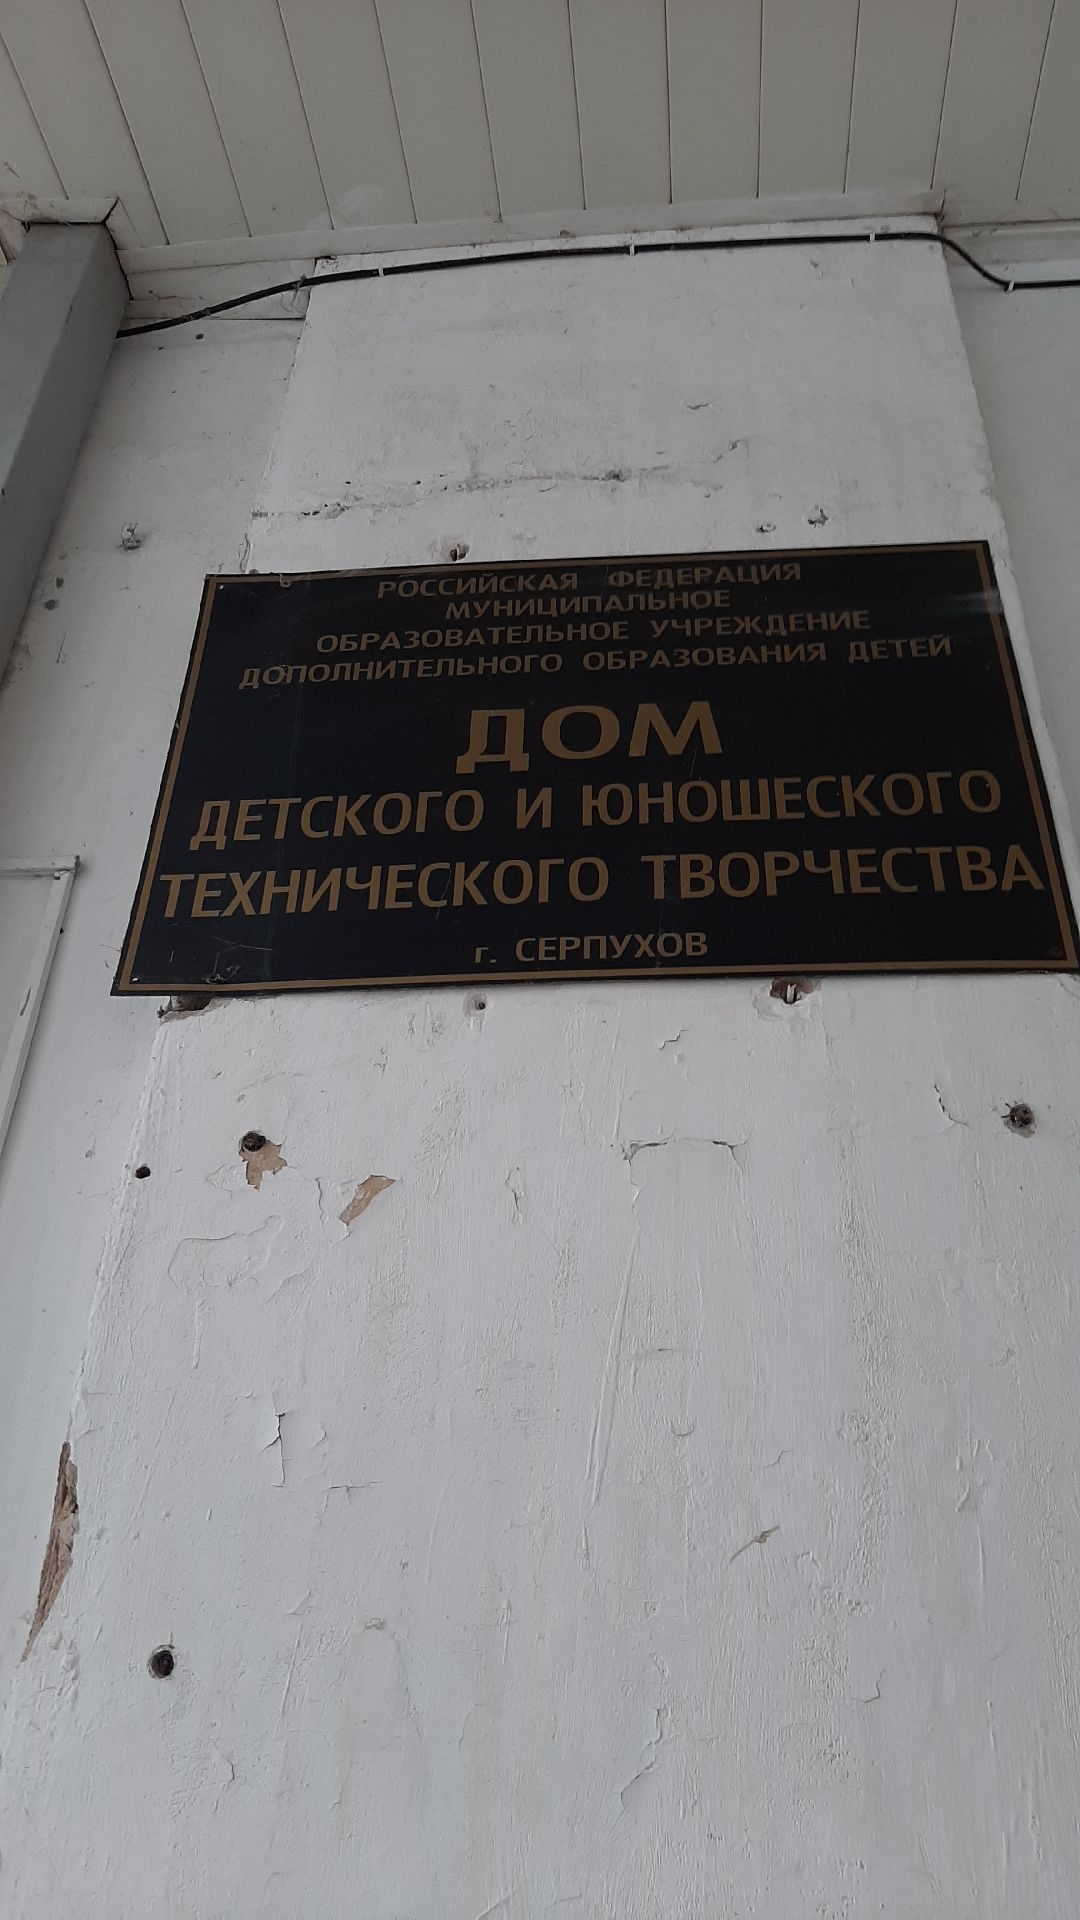 РОССИЙСКАЯ ФЕДЕРАЦИЯ
МУНИЦИПАЛЬНОЕ
ОБРАЗОВАТЕЛЬНОЕ УЧРЕЖДЕНИЕ
ДОПОЛНИТЕЛЬНОГО ОБРАЗОВАНИЯ ДЕТЕЙ
ДОМ
ДЕТСКОГО И ЮНОШЕСКОГО
ТЕХНИЧЕСКОГО ТВОРЧЕСТВА
г. СЕРПУХОВ